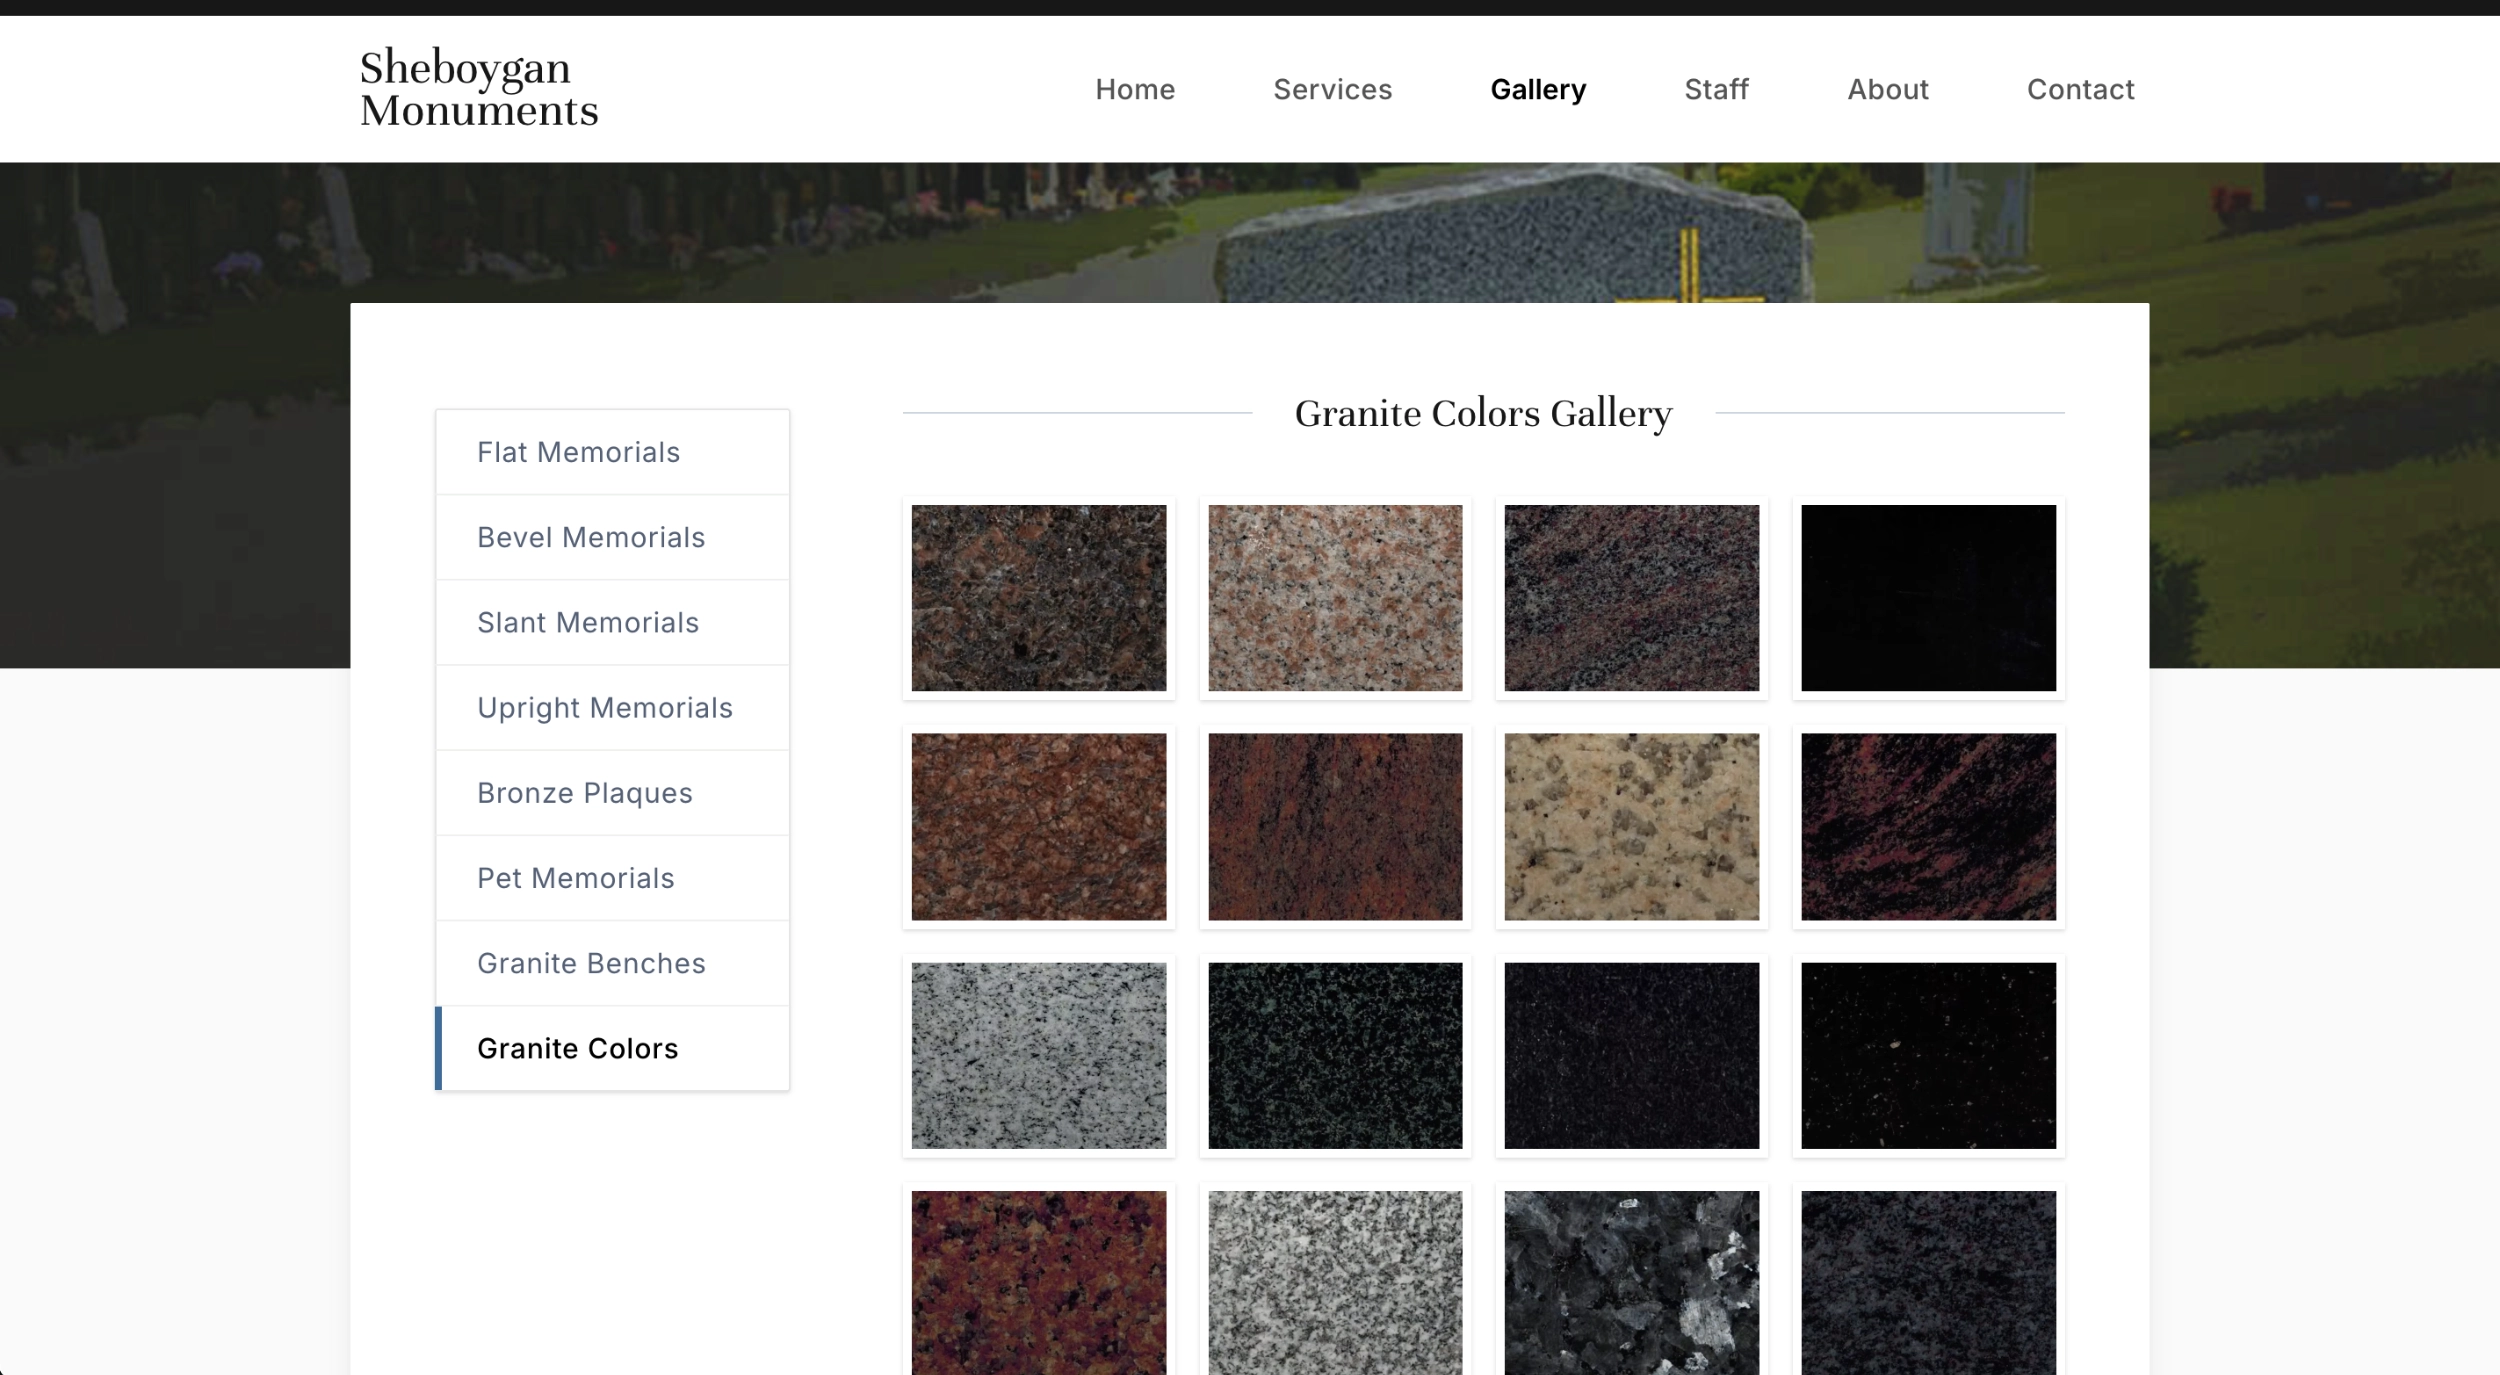 Sheboygan
Monuments
Home
Services
Gallery
Staff
About
Contact
Flat Memorials
Bevel Memorials
Slant Memorials
Upright Memorials
Bronze Plaques
Pet Memorials
Granite Benches
Granite Colors
Granite Colors Gallery